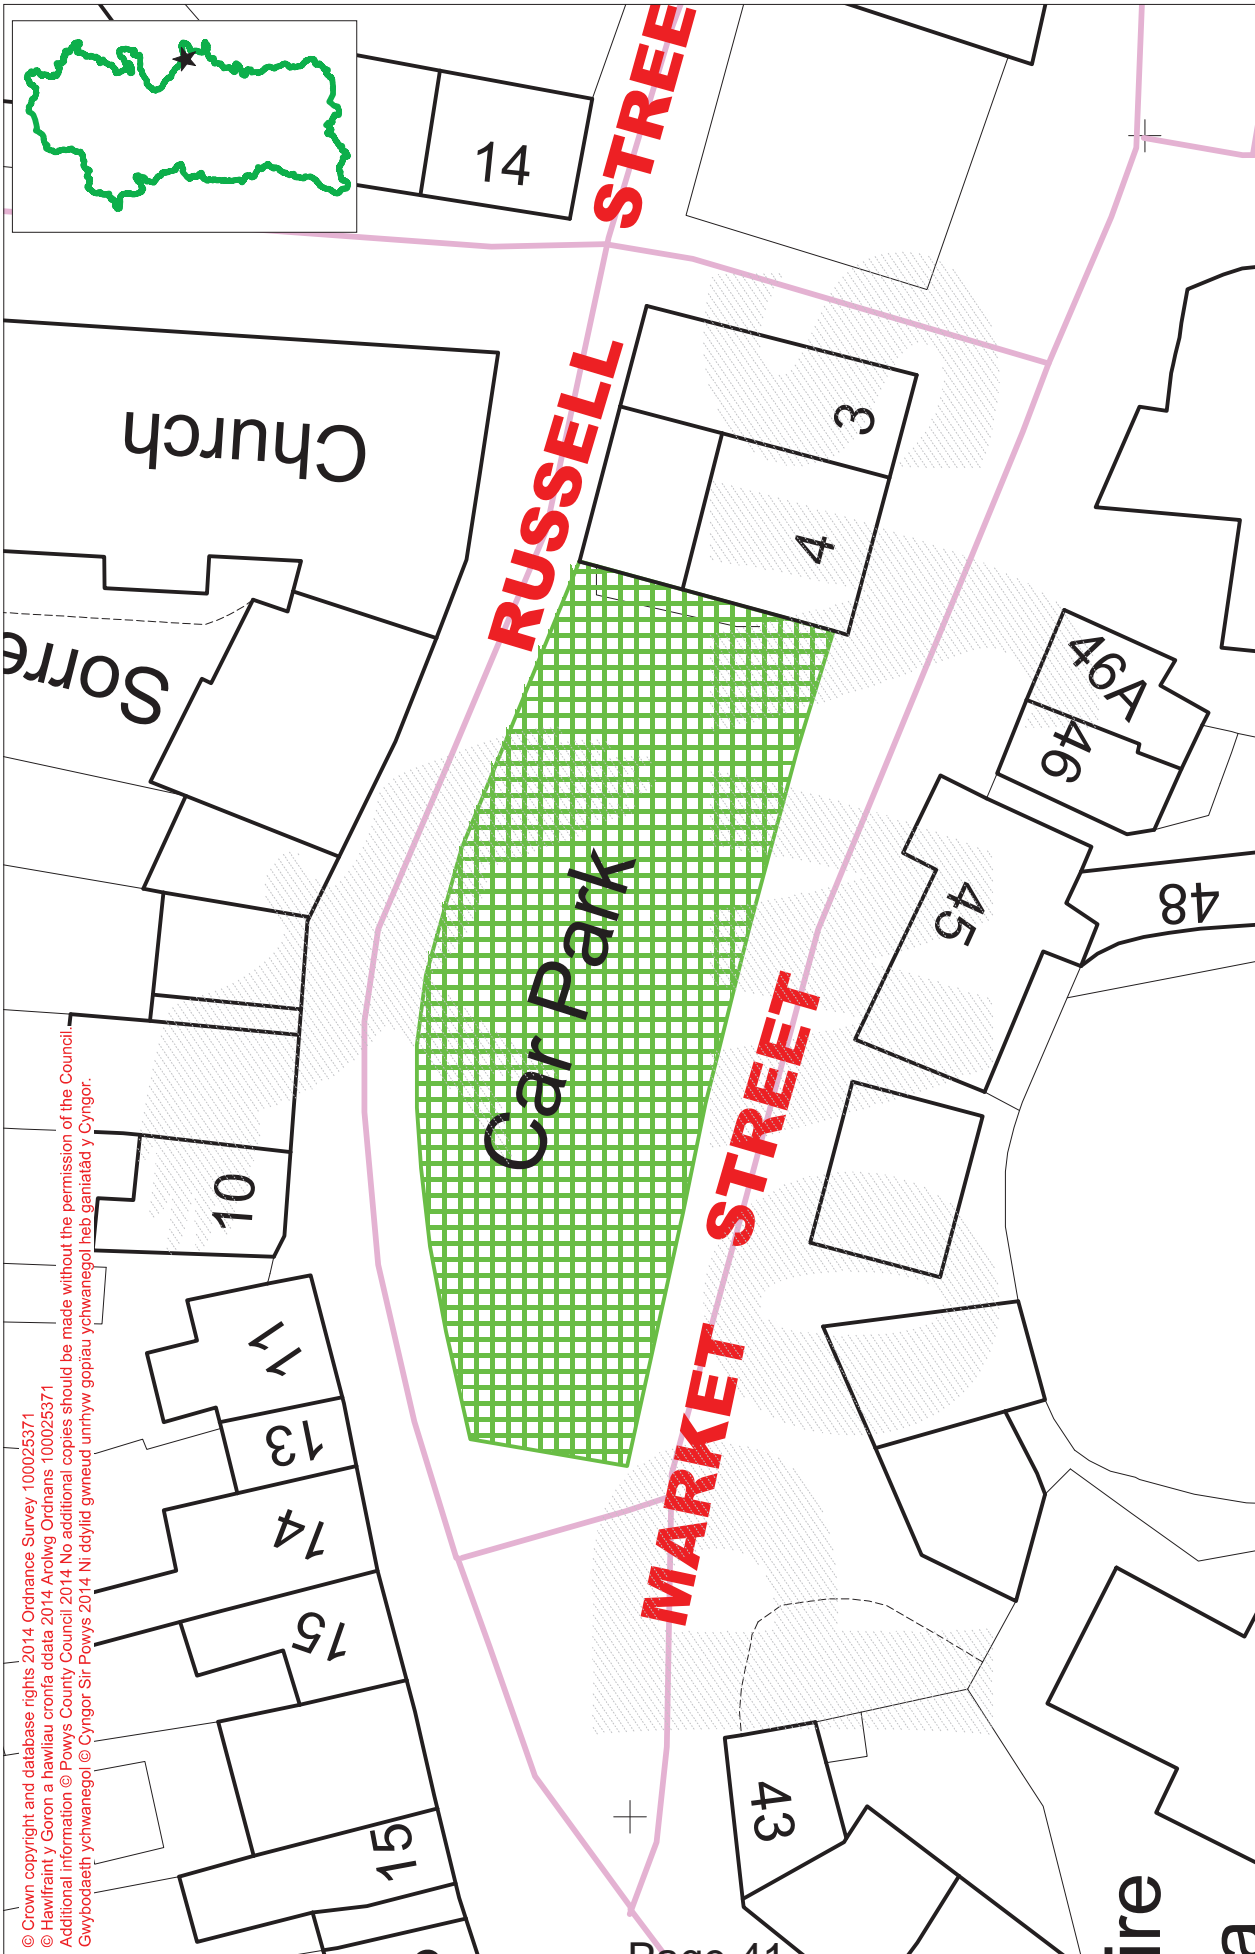 STREE
14
RUSSELL
Church
3
4
Sorre
46A
46
45
48
Car Park
MARKET STREET
10
11
13
14
15
15
43
ire
© Crown copyright and database rights 2014 Ordnance Survey 100025371
© Hawlfraint y Goron a hawliau cronfa ddata 2014 Arolwg Ordnans 100025371
Additional information © Powys County Council 2014 No additional copies should be made without the permission of the Council.
Gwybodaeth ychwanegol © Cyngor Sir Powys 2014 Ni ddylid gwneud unrhyw gopïau ychwanegol heb ganiatâd y Cyngor.
Page 41